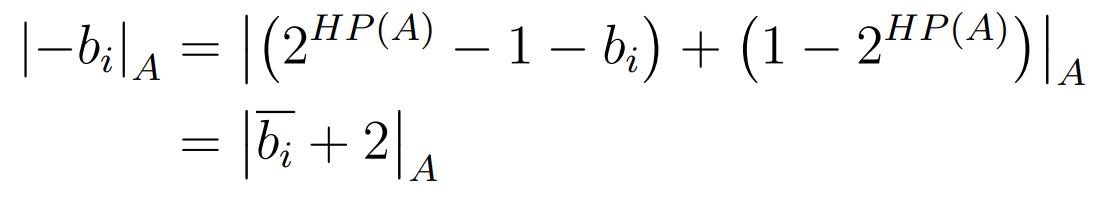 |−b_i|_A = |(2^{HP(A)} − 1 − b_i) + (1 − 2^{HP(A)})|_A
= |\overline{b_i} + 2|_A